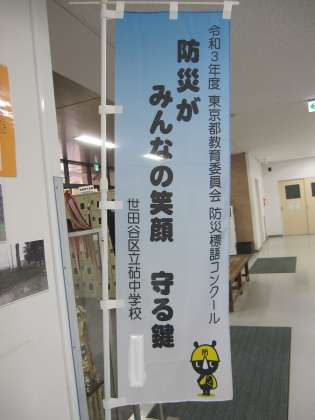 令和3年度 東京都教育委員会 防災標語コンクール
防災が
みんなの笑顔 守る鍵
世田谷区立砧中学校
防